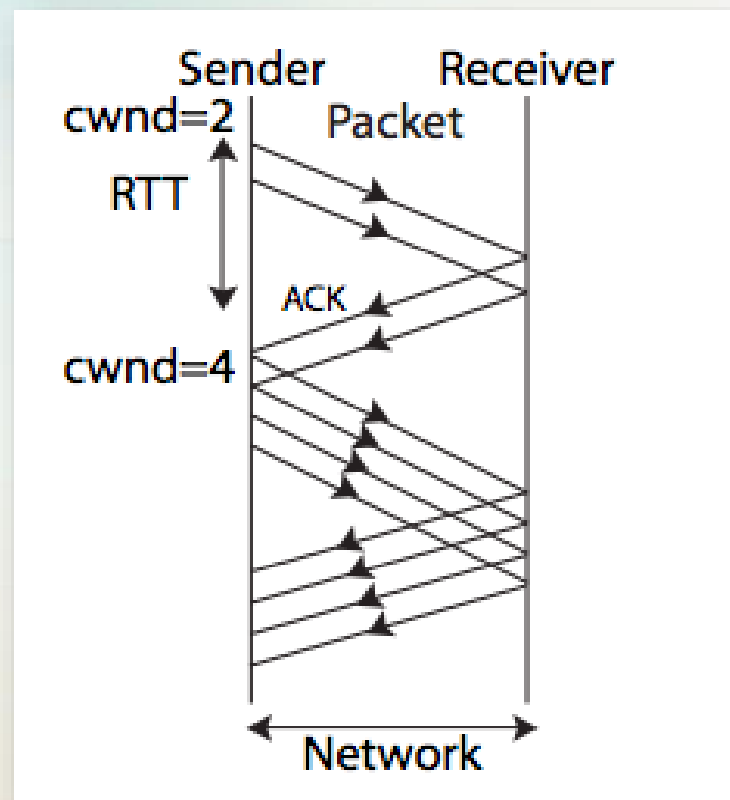 Sender Receiver
cwnd=2 Packet
RTT
ACK
cwnd=4
Network